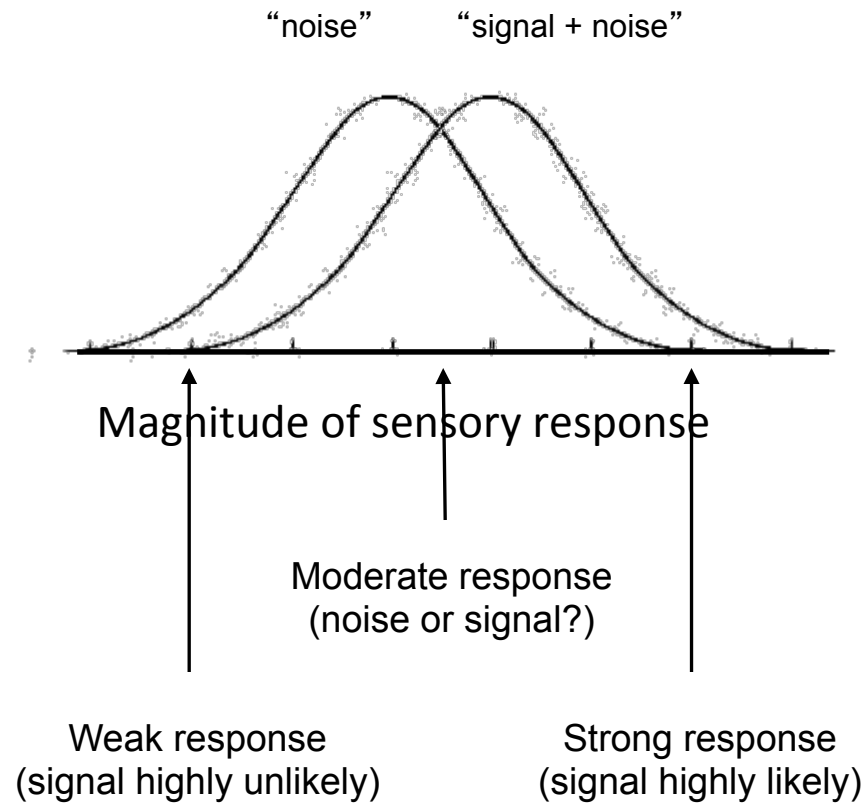 “noise” “signal + noise”
Magnitude of sensory response
Moderate response
(noise or signal?)
Weak response
(signal highly unlikely)
Strong response
(signal highly likely)